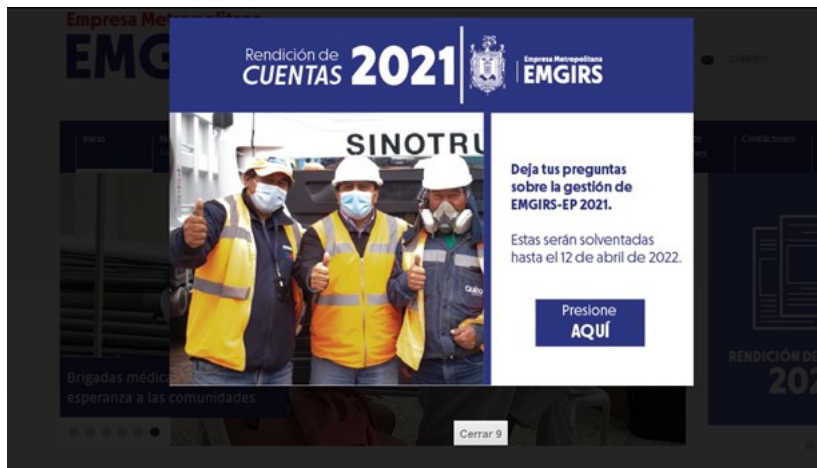 Empresa Me
EMG
CORREO
Inicio
Contáctenos
Rendición de
CUENTAS 2021
Empresa Metropolitana
EMGIRS
SINOTRU
Deja tus preguntas
sobre la gestión de
EMGIRS-EP 2021.
Estas serán solventadas
hasta el 12 de abril de 2022.
Presione
AQUÍ
Brigadas médica
esperanza a las comunidades
RENDICIÓN DE
202
Cerrar 9